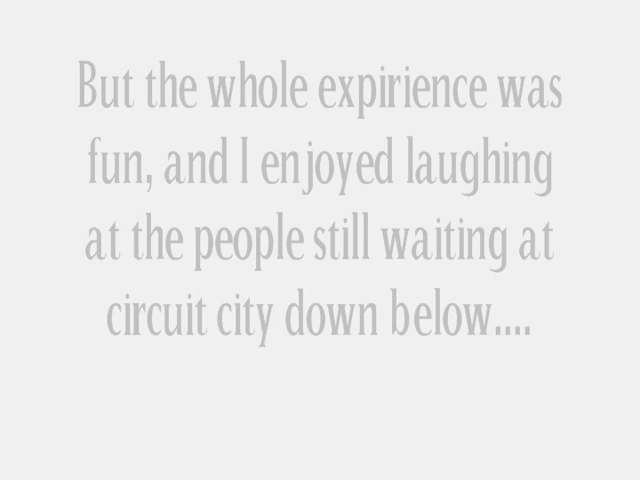 But the whole expirience was
fun, and I enjoyed laughing
at the people still waiting at
circuit city down below....